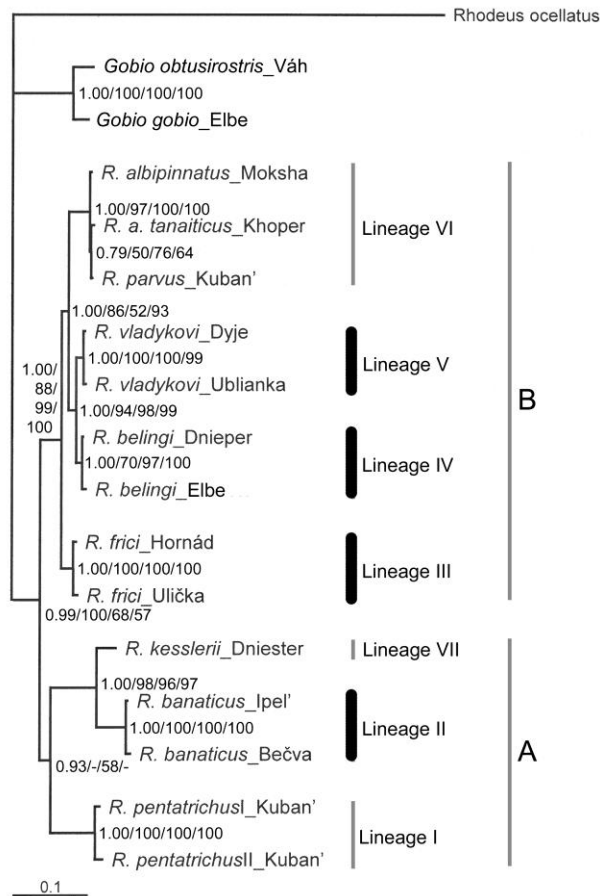 Rhodeus ocellatus
Gobio obtusirostris_Váh
1.00/100/100/100
Gobio gobio_Elbe
R. albipinnatus_Moksha
1.00/97/100/100
R. a. tanaiticus_Khoper
Lineage VI
0.79/50/76/64
R. parvus_Kuban'
1.00/86/52/93
R. vladykovi_Dyje
1.00/100/100/99
Lineage V
R. vladykovi_Ublianka
1.00/
88/
99/
100
1.00/94/98/99
B
R. belingi_Dnieper
1.00/70/97/100
Lineage IV
R. belingi_Elbe
R. frici_Hornád
1.00/100/100/100
Lineage III
R. frici_Ulička
0.99/100/68/57
R. kesslerii_Dniester
Lineage VII
1.00/98/96/97
R. banaticus_Ipel'
1.00/100/100/100
Lineage II
R. banaticus_Bečva
A
0.93/-/58/-
R. pentatrichusI_Kuban'
1.00/100/100/100
Lineage I
R. pentatrichusII_Kuban'
0.1